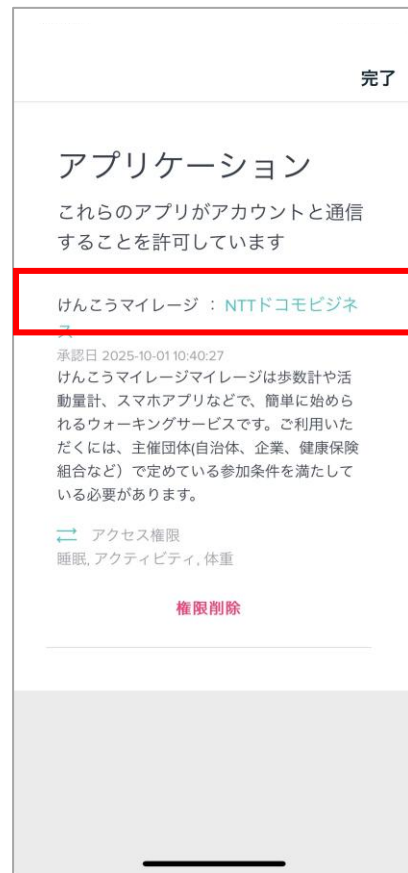 完了
アプリケーション
これらのアプリがアカウントと通信
することを許可しています
けんこうマイレージ ： NTTドコモビジネ
ス
承認日 2025-10-01 10:40:27
けんこうマイレージマイレージは歩数計や活
動量計、スマホアプリなどで、簡単に始めら
れるウォーキングサービスです。ご利用いた
だくには、主催団体(自治体、企業、健康保険
組合など）で定めている参加条件を満たして
いる必要があります。
アクセス権限
睡眠, アクティビティ, 体重
権限削除